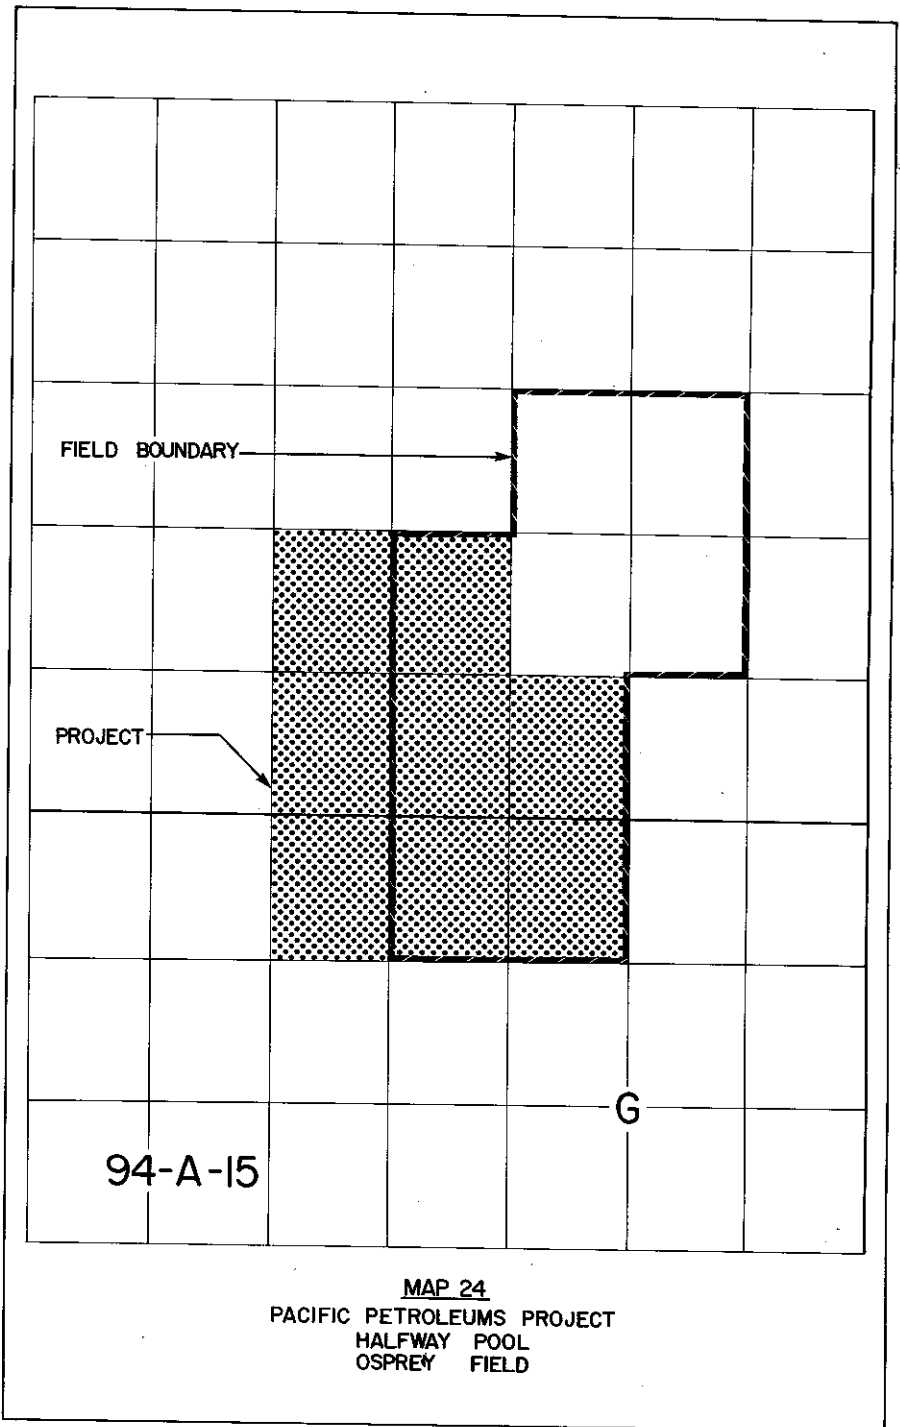 FIELD BOUNDARY
PROJECT
G
94-A-15
MAP 24
PACIFIC PETROLEUMS PROJECT
HALFWAY POOL
OSPREY FIELD